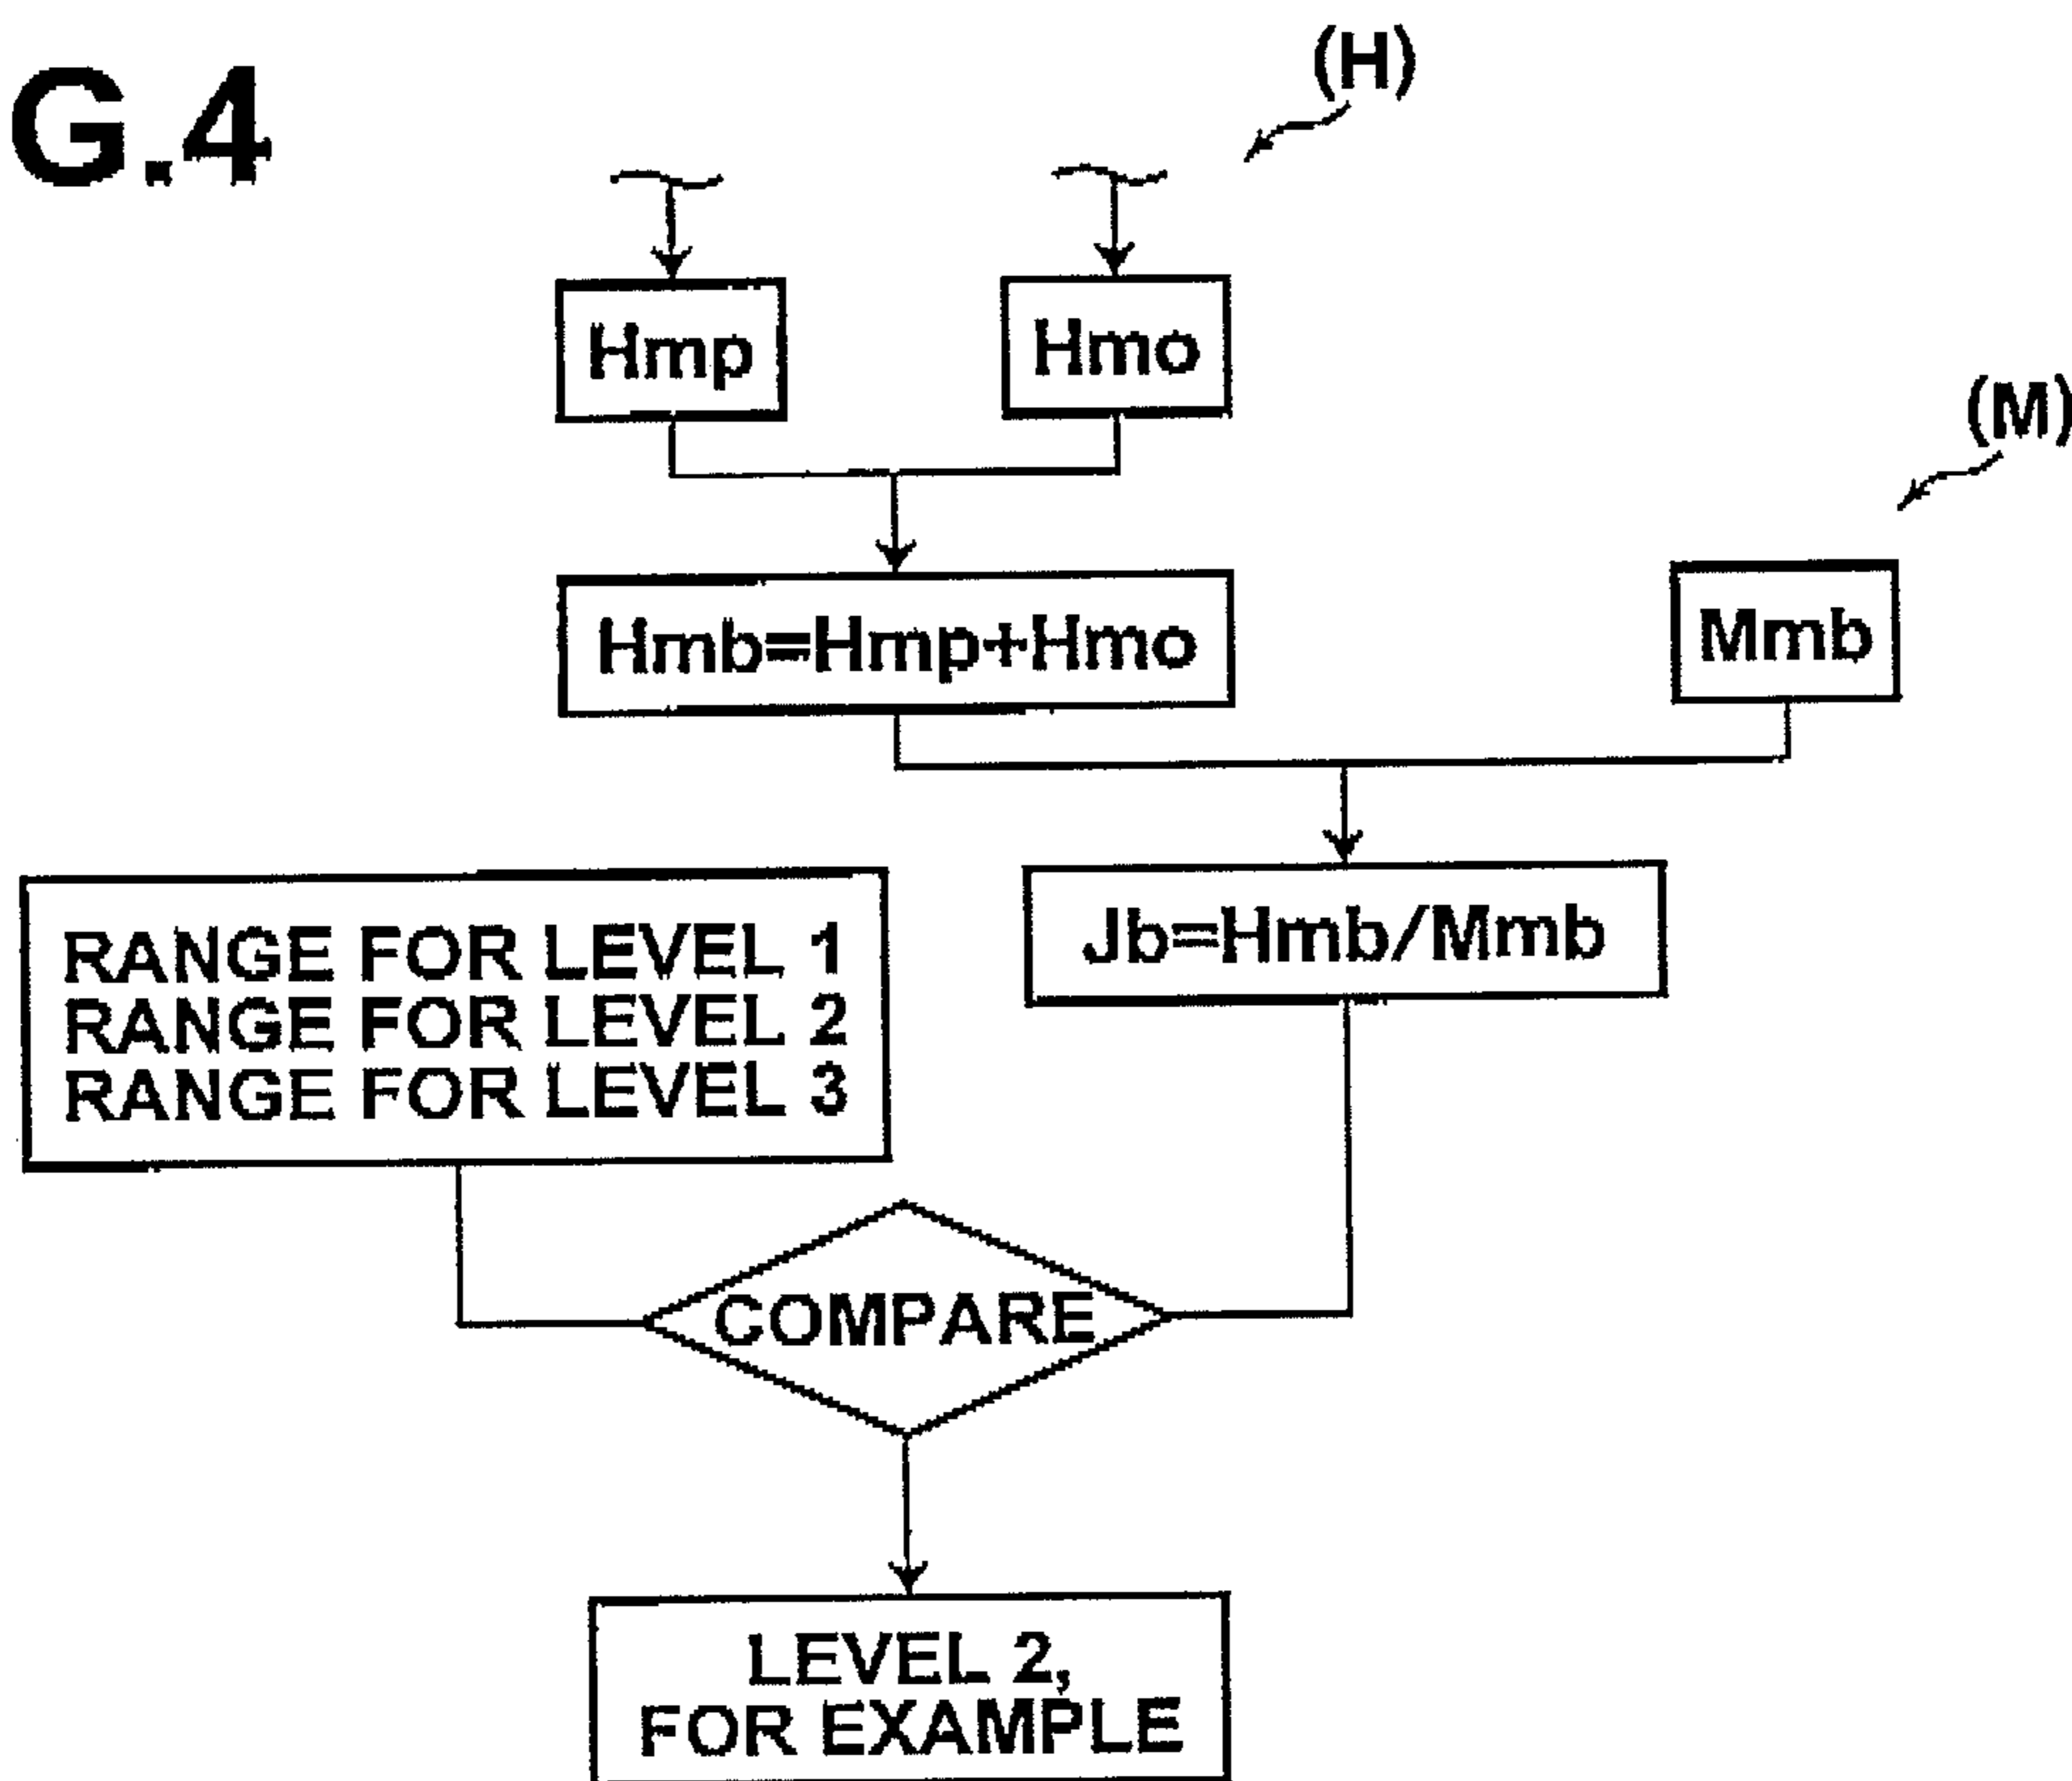 G.4
(H)
Hmp
Hmo
(M)
Hmb=Hmp+Hmo
Mmb
Jb=Hmb/Mmb
RANGE FOR LEVEL 1
RANGE FOR LEVEL 2
RANGE FOR LEVEL 3
COMPARE
LEVEL 2,
FOR EXAMPLE